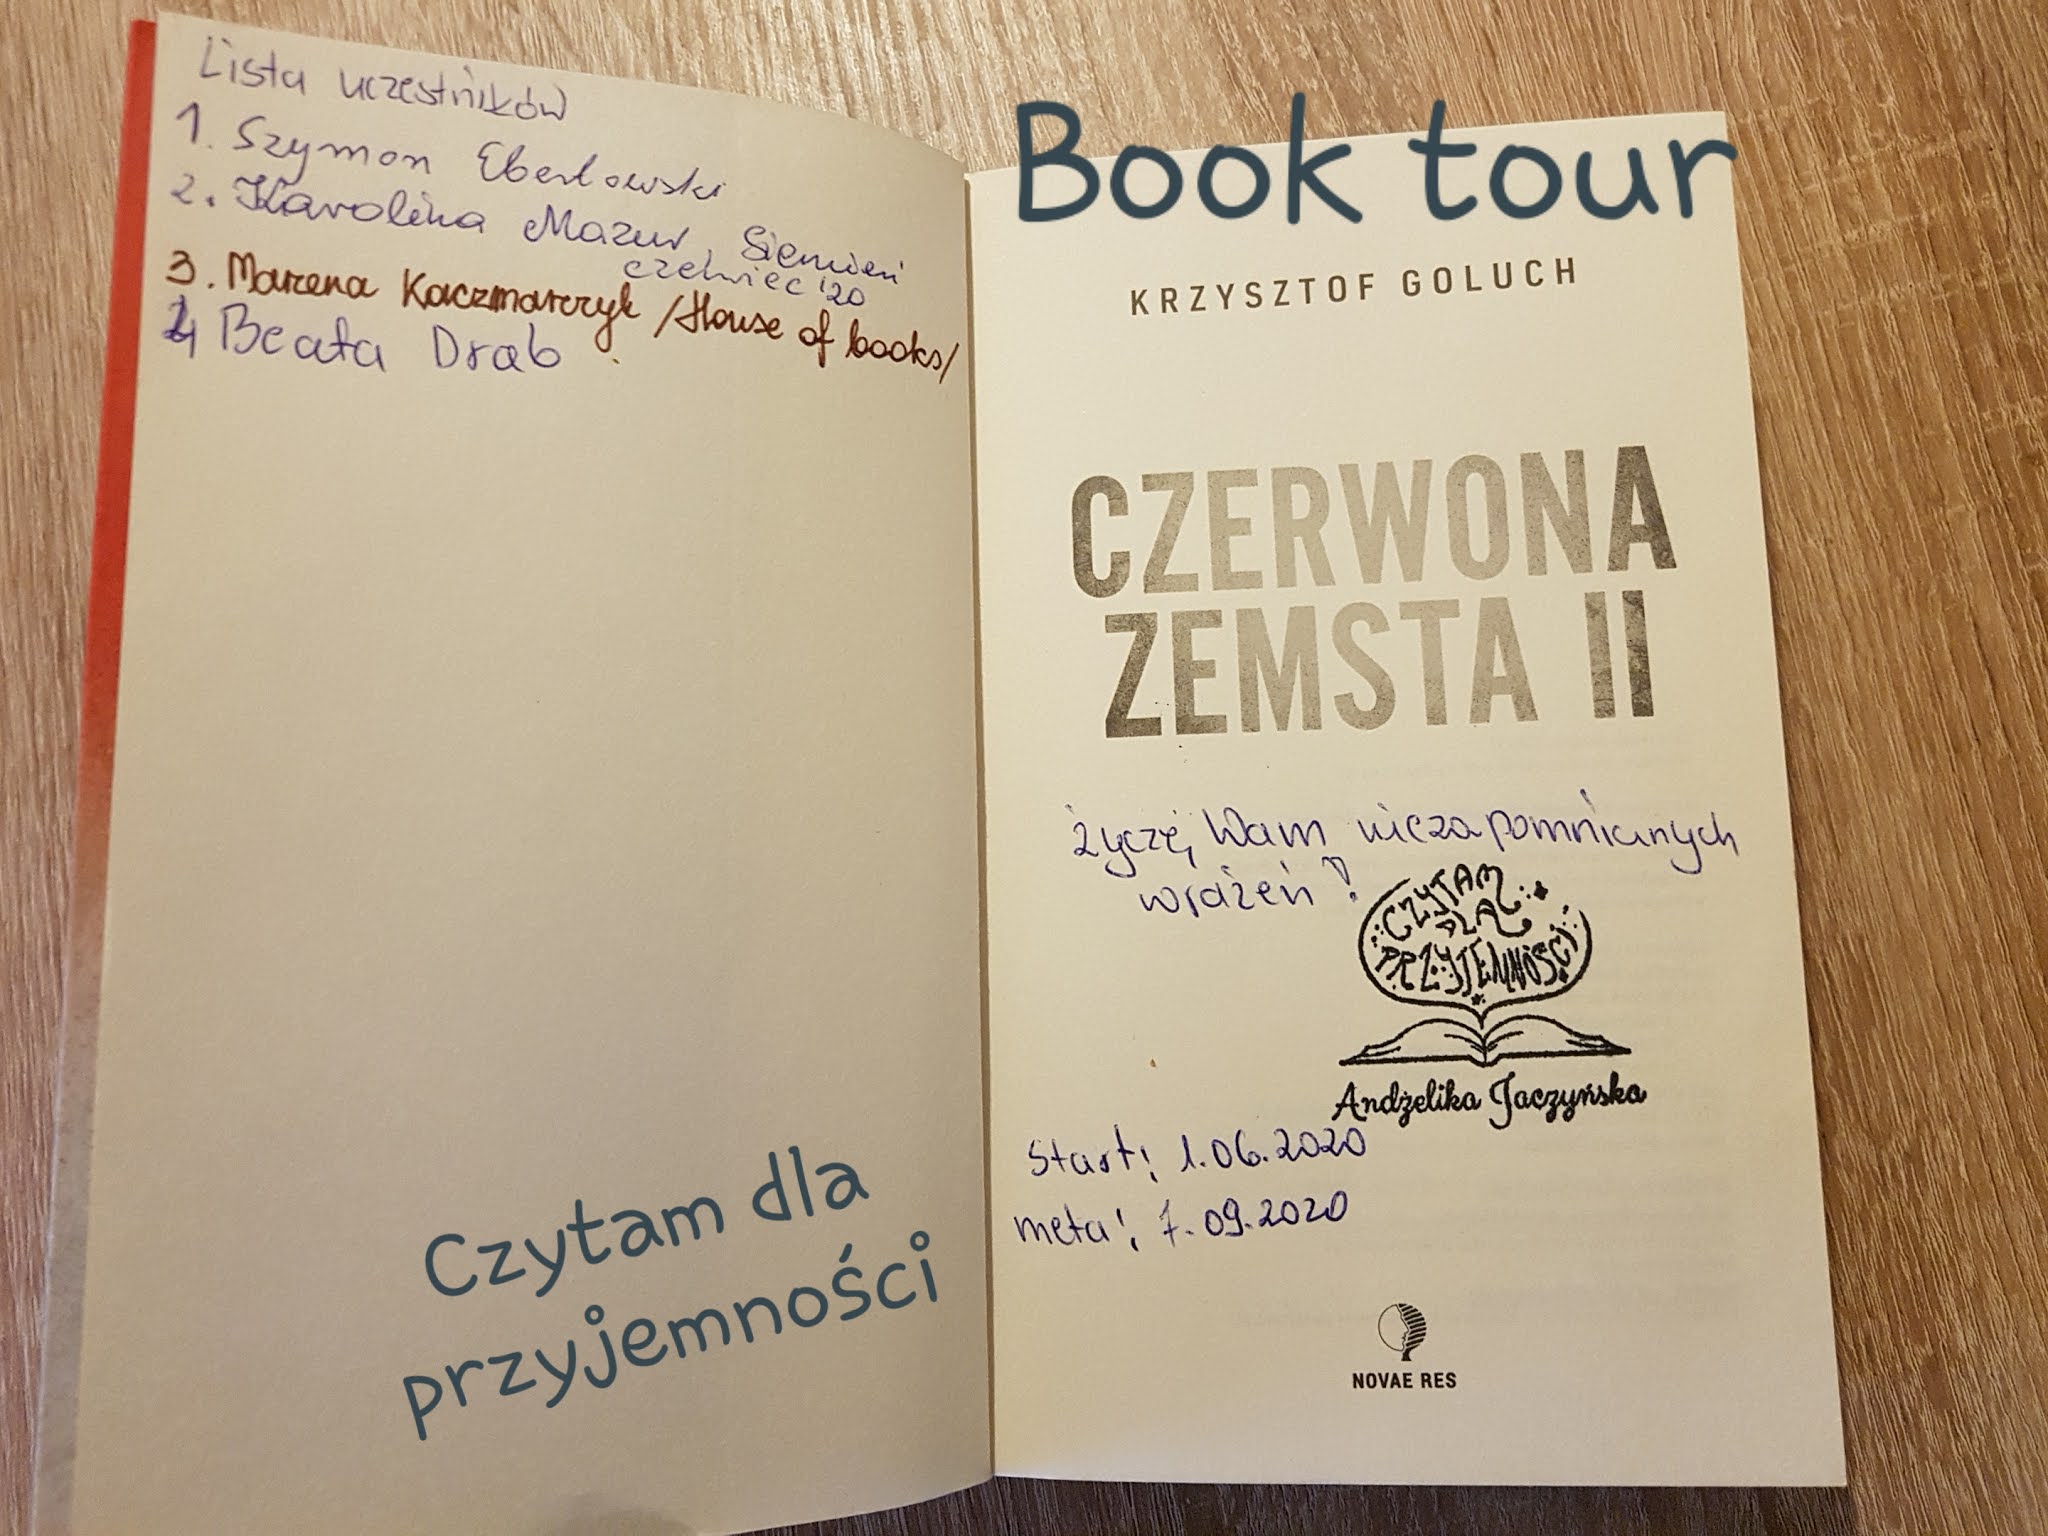 Lista uczestników
1. Szymon Eberlowski
2. Karolina Mazur, Siemień
czerwiec '20
3. Marzena Kaczmarczyk /House of books/
4 Beata Drab
Czytam dla
przyjemności
Book tour
KRZYSZTOF GOLUCH
CZERWONA
ZEMSTA II
życzę Wam niezapomnianych
wrażeń!
CZYTAM
DLA
PRZYJEMNOŚCI
Andżelika Jaczyńska
Start! 1.06.2020
meta! 7.09.2020
NOVAE RES